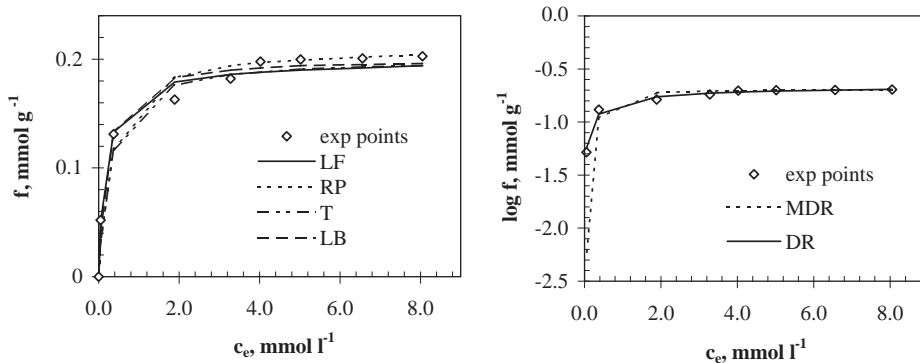 0.2
0.1
0
f, mmol g⁻¹
exp points
LF
RP
T
LB
0.0 2.0 4.0 6.0 8.0
cₑ, mmol l⁻¹
0.0
-0.5
-1.0
-1.5
-2.0
-2.5
log f, mmol g⁻¹
exp points
MDR
DR
0.0 2.0 4.0 6.0 8.0
cₑ, mmol l⁻¹